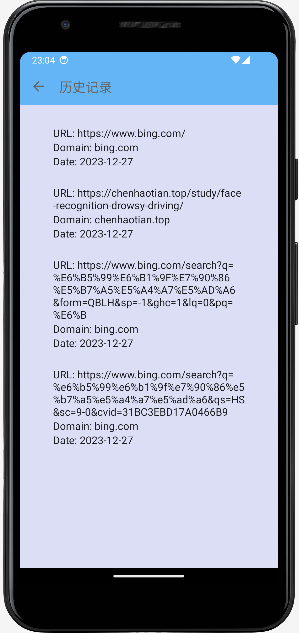 23:04
历史记录
URL: https://www.bing.com/
Domain: bing.com
Date: 2023-12-27
URL: https://chenhaotian.top/study/face
-recognition-drowsy-driving/
Domain: chenhaotian.top
Date: 2023-12-27
URL: https://www.bing.com/search?q=
%E6%B5%99%E6%B1%9F%E7%90%86
%E5%B7%A5%E5%A4%A7%E5%AD%A6
&form=QBLH&sp=-1&ghc=1&lq=0&pq=
%E6%B
Domain: bing.com
Date: 2023-12-27
URL: https://www.bing.com/search?q=
%e6%b5%99%e6%b1%9f%e7%90%86%e5
%b7%a5%e5%a4%a7%e5%ad%a6&qs=HS
&sc=9-0&cvid=31BC3EBD17A0466B9
Domain: bing.com
Date: 2023-12-27